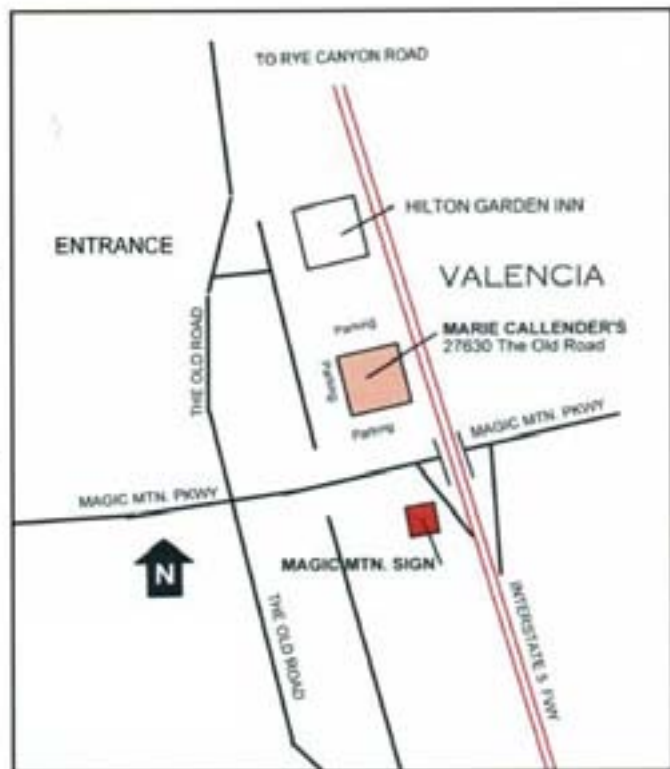 TO RYE CANYON ROAD
HILTON GARDEN INN
ENTRANCE
VALENCIA
THE OLD ROAD
Parking
MARIE CALLENDER'S
27630 The Old Road
Parking
Parking
MAGIC MTN. PKWY
MAGIC MTN. PKWY
N
MAGIC MTN. SIGN
THE OLD ROAD
INTERSTATE 5 FWY